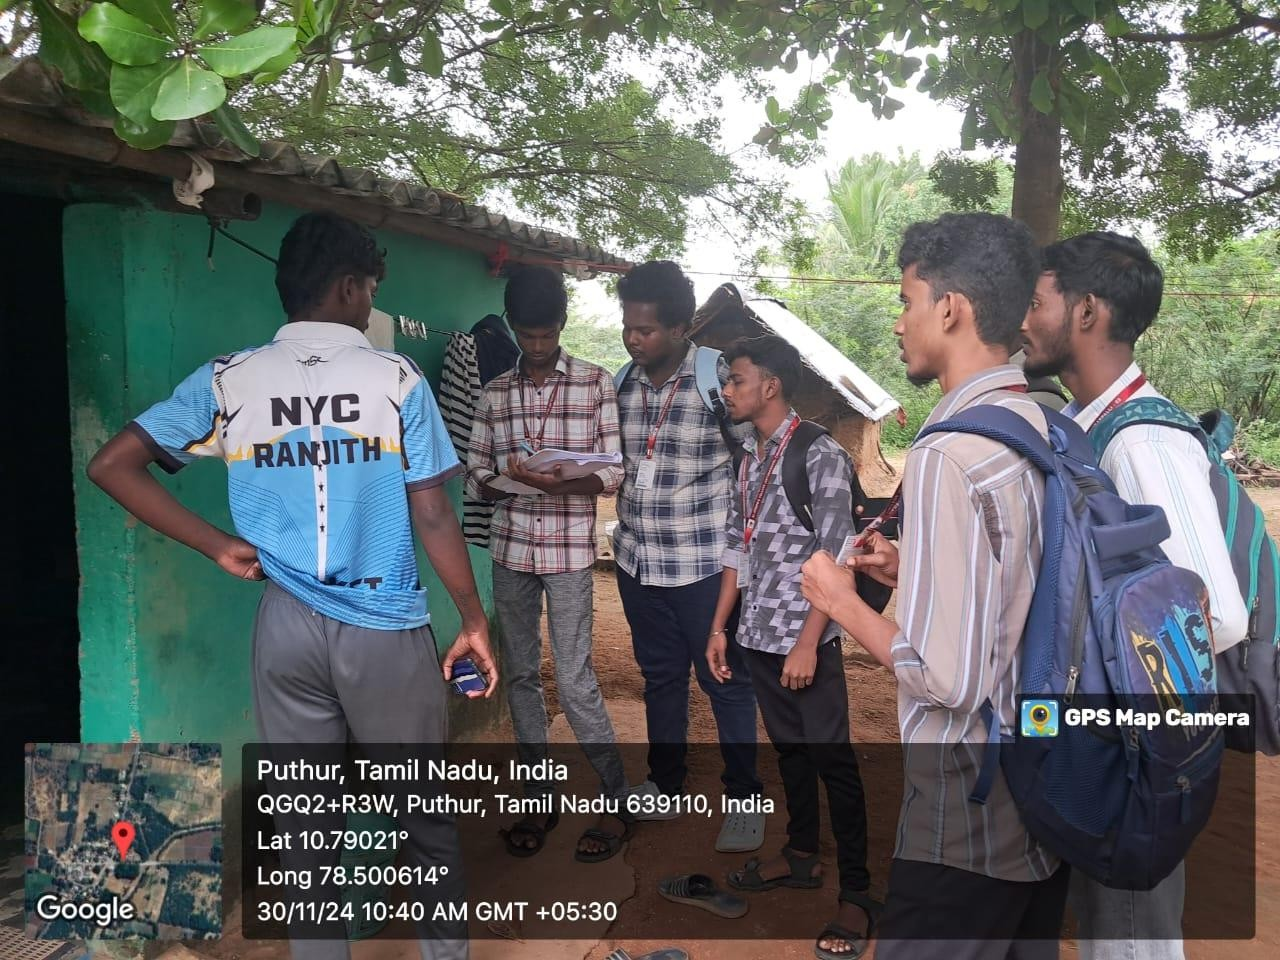 NYC
RANJITH
GPS Map Camera
Puthur, Tamil Nadu, India
QGQ2+R3W, Puthur, Tamil Nadu 639110, India
Lat 10.79021°
Long 78.500614°
30/11/24 10:40 AM GMT +05:30
Google